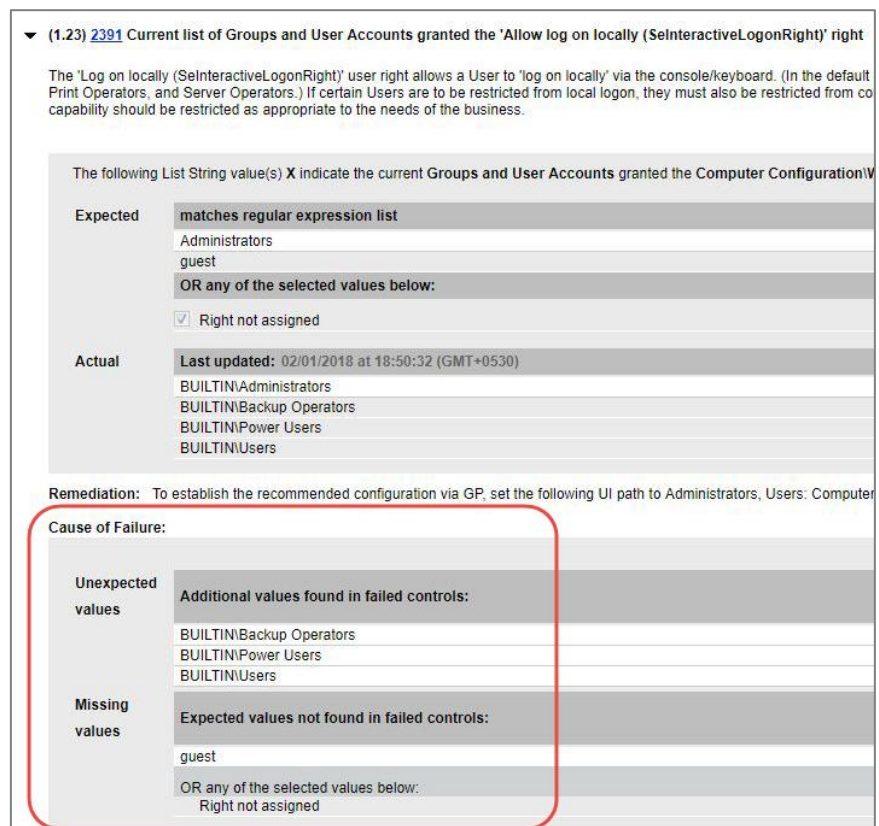 (1.23) 2391 Current list of Groups and User Accounts granted the 'Allow log on locally (SeInteractiveLogonRight)' right
The 'Log on locally (SeInteractiveLogonRight)' user right allows a User to 'log on locally' via the console/keyboard. (In the default
Print Operators, and Server Operators.) If certain Users are to be restricted from local logon, they must also be restricted from co
capability should be restricted as appropriate to the needs of the business.
The following List String value(s) X indicate the current Groups and User Accounts granted the Computer Configuration\W
Expected matches regular expression list
Administrators
guest
OR any of the selected values below:
Right not assigned
Actual Last updated: 02/01/2018 at 18:50:32 (GMT+0530)
BUILTIN\Administrators
BUILTIN\Backup Operators
BUILTIN\Power Users
BUILTIN\Users
Remediation: To establish the recommended configuration via GP, set the following UI path to Administrators, Users: Computer
Cause of Failure:
Unexpected
values
Additional values found in failed controls:
BUILTIN\Backup Operators
BUILTIN\Power Users
BUILTIN\Users
Missing
values
Expected values not found in failed controls:
guest
OR any of the selected values below:
Right not assigned